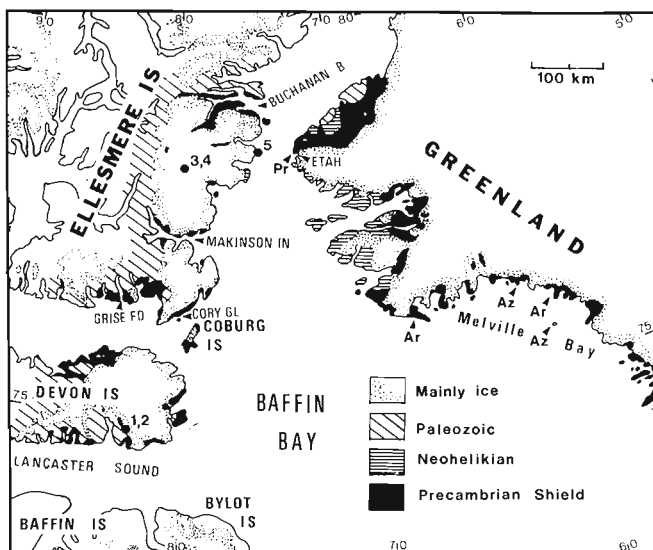 80
70
80
60
50
100 km
BUCHANAN B
ELLESMERE IS
5
3,4
Pr
ETAH
GREENLAND
MAKINSON IN
GRISE FD
CORY GL
COBURG
IS
Az
Ar
Melville Bay
Az
Ar
75
DEVON IS
75
1,2
BAFFIN
BAY
LANCASTER SOUND
BYLOT
IS
BAFFIN IS
80
70
60
Mainly ice
Paleozoic
Neohelikian
Precambrian Shield